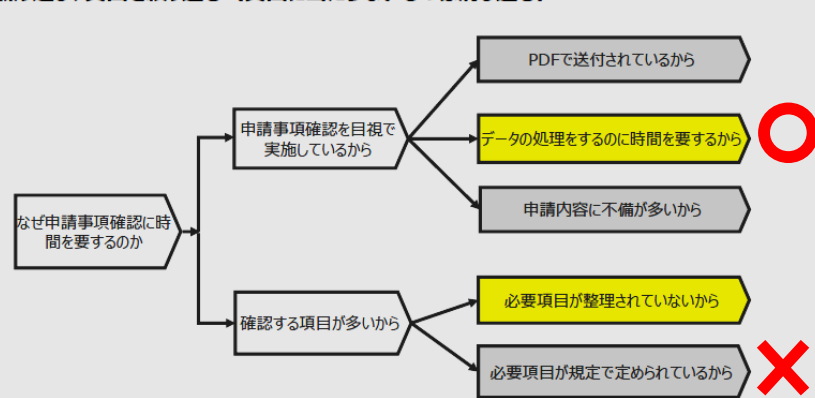 PDFで送付されているから
申請事項確認を目視で
実施しているから
データの処理をするのに時間を要するから
申請内容に不備が多いから
なぜ申請事項確認に時
間を要するのか
必要項目が整理されていないから
確認する項目が多いから
必要項目が規定で定められているから